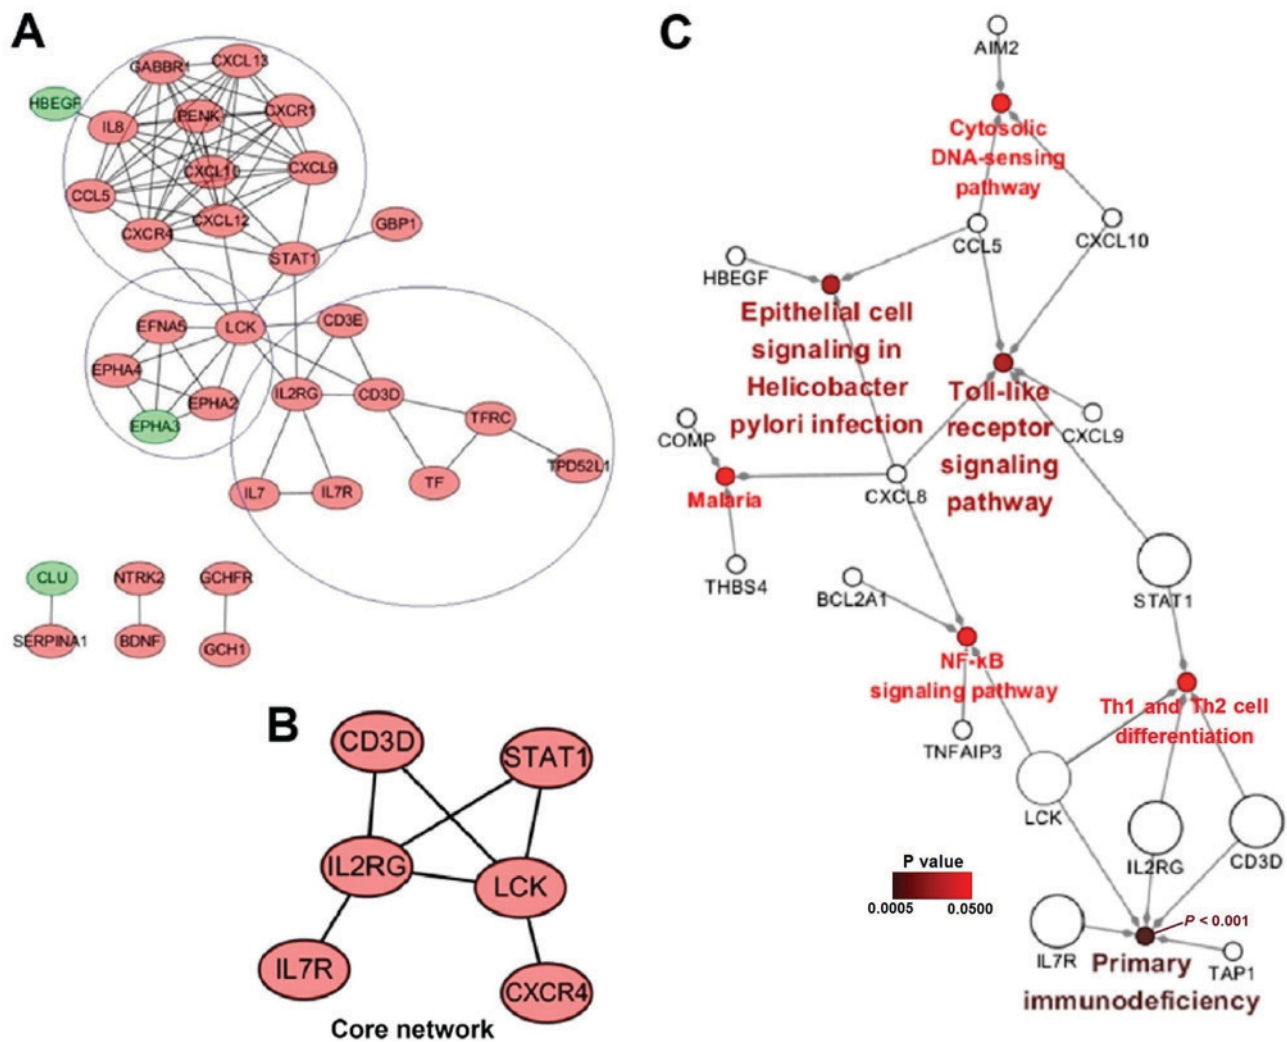 A
GABBR1
CXCL13
HBEGF
IL8
PENK
CXCR1
CXCL10
CXCL9
CCL5
CXCR4
CXCL12
GBP1
STAT1
EFNA5
LCK
CD3E
EPHA4
EPHA2
IL2RG
CD3D
EPHA3
TFRC
TPD52L1
IL7
IL7R
TF
CLU
NTRK2
GCHFR
SERPINA1
BDNF
GCH1
B
CD3D
STAT1
IL2RG
LCK
IL7R
CXCR4
Core network
C
AIM2
Cytosolic
DNA-sensing
pathway
CCL5
CXCL10
HBEGF
Epithelial cell
signaling in
Helicobacter
pylori infection
Toll-like
receptor
signaling
pathway
CXCL9
COMP
Malaria
CXCL8
THBS4
BCL2A1
STAT1
NF-κB
signaling pathway
Th1 and Th2 cell
differentiation
TNFAIP3
LCK
IL2RG
CD3D
P value
0.0005 0.0500
P < 0.001
IL7R
TAP1
Primary
immunodeficiency